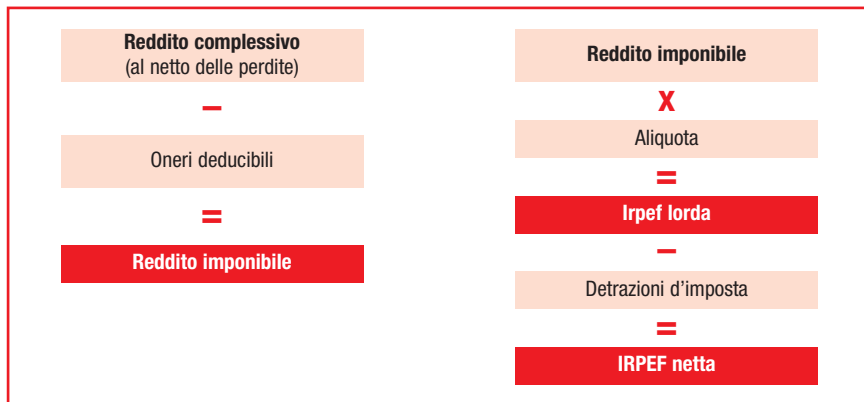 Reddito complessivo
(al netto delle perdite)
–
Oneri deducibili
=
Reddito imponibile
Reddito imponibile
X
Aliquota
=
Irpef lorda
–
Detrazioni d’imposta
=
IRPEF netta